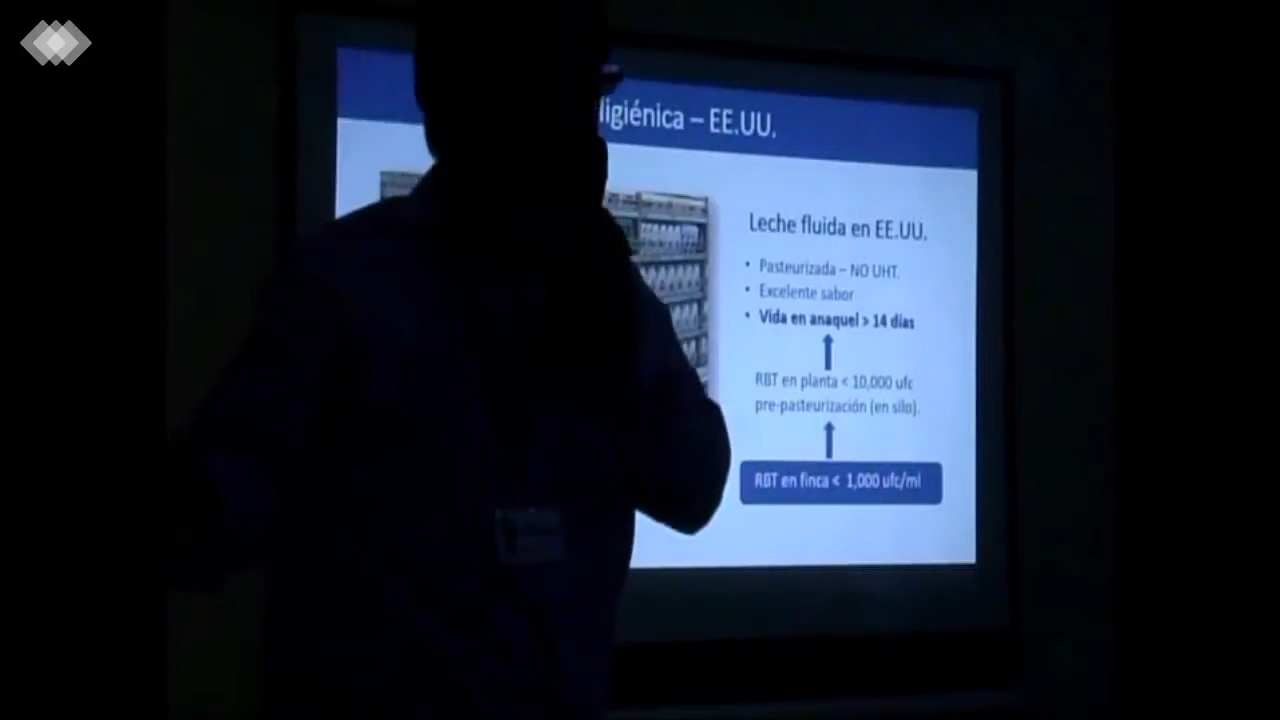 ligiénica – EE.UU.
Leche fluida en EE.UU.
• Pasteurizada – NO UHT.
• Excelente sabor
• Vida en anaquel > 14 días
RBT en planta < 10,000 ufc
pre-pasteurización (en silo).
RBT en finca < 1,000 ufc/ml